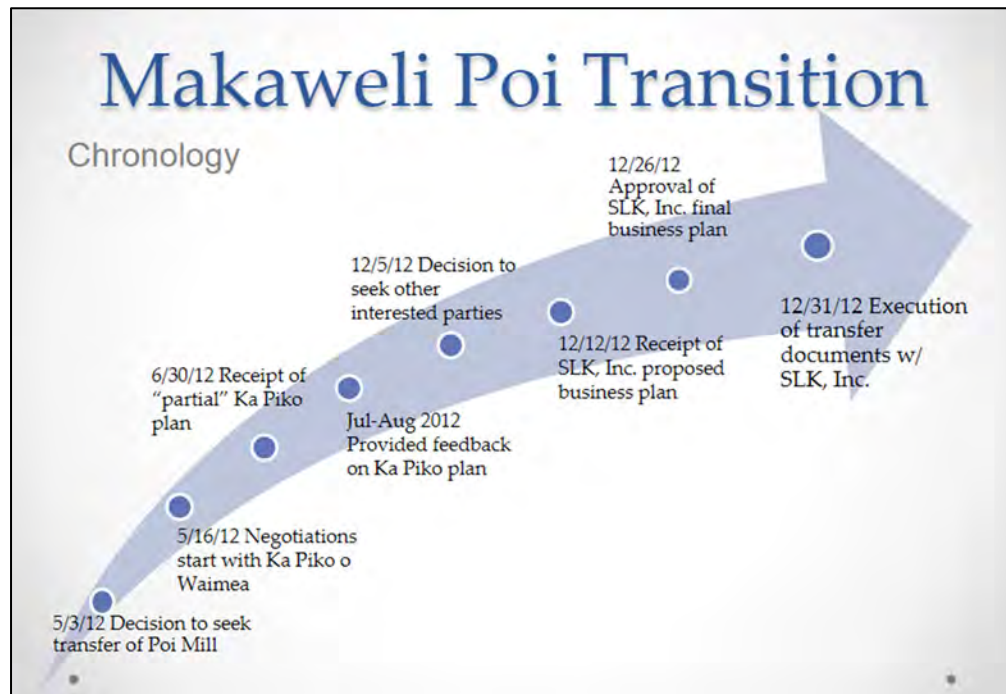 Makaweli Poi Transition
Chronology
5/3/12 Decision to seek
transfer of Poi Mill
5/16/12 Negotiations
start with Ka Piko o
Waimea
6/30/12 Receipt of
“partial” Ka Piko
plan
Jul-Aug 2012
Provided feedback
on Ka Piko plan
12/5/12 Decision to
seek other
interested parties
12/12/12 Receipt of
SLK, Inc. proposed
business plan
12/26/12
Approval of
SLK, Inc. final
business plan
12/31/12 Execution
of transfer
documents w/
SLK, Inc.